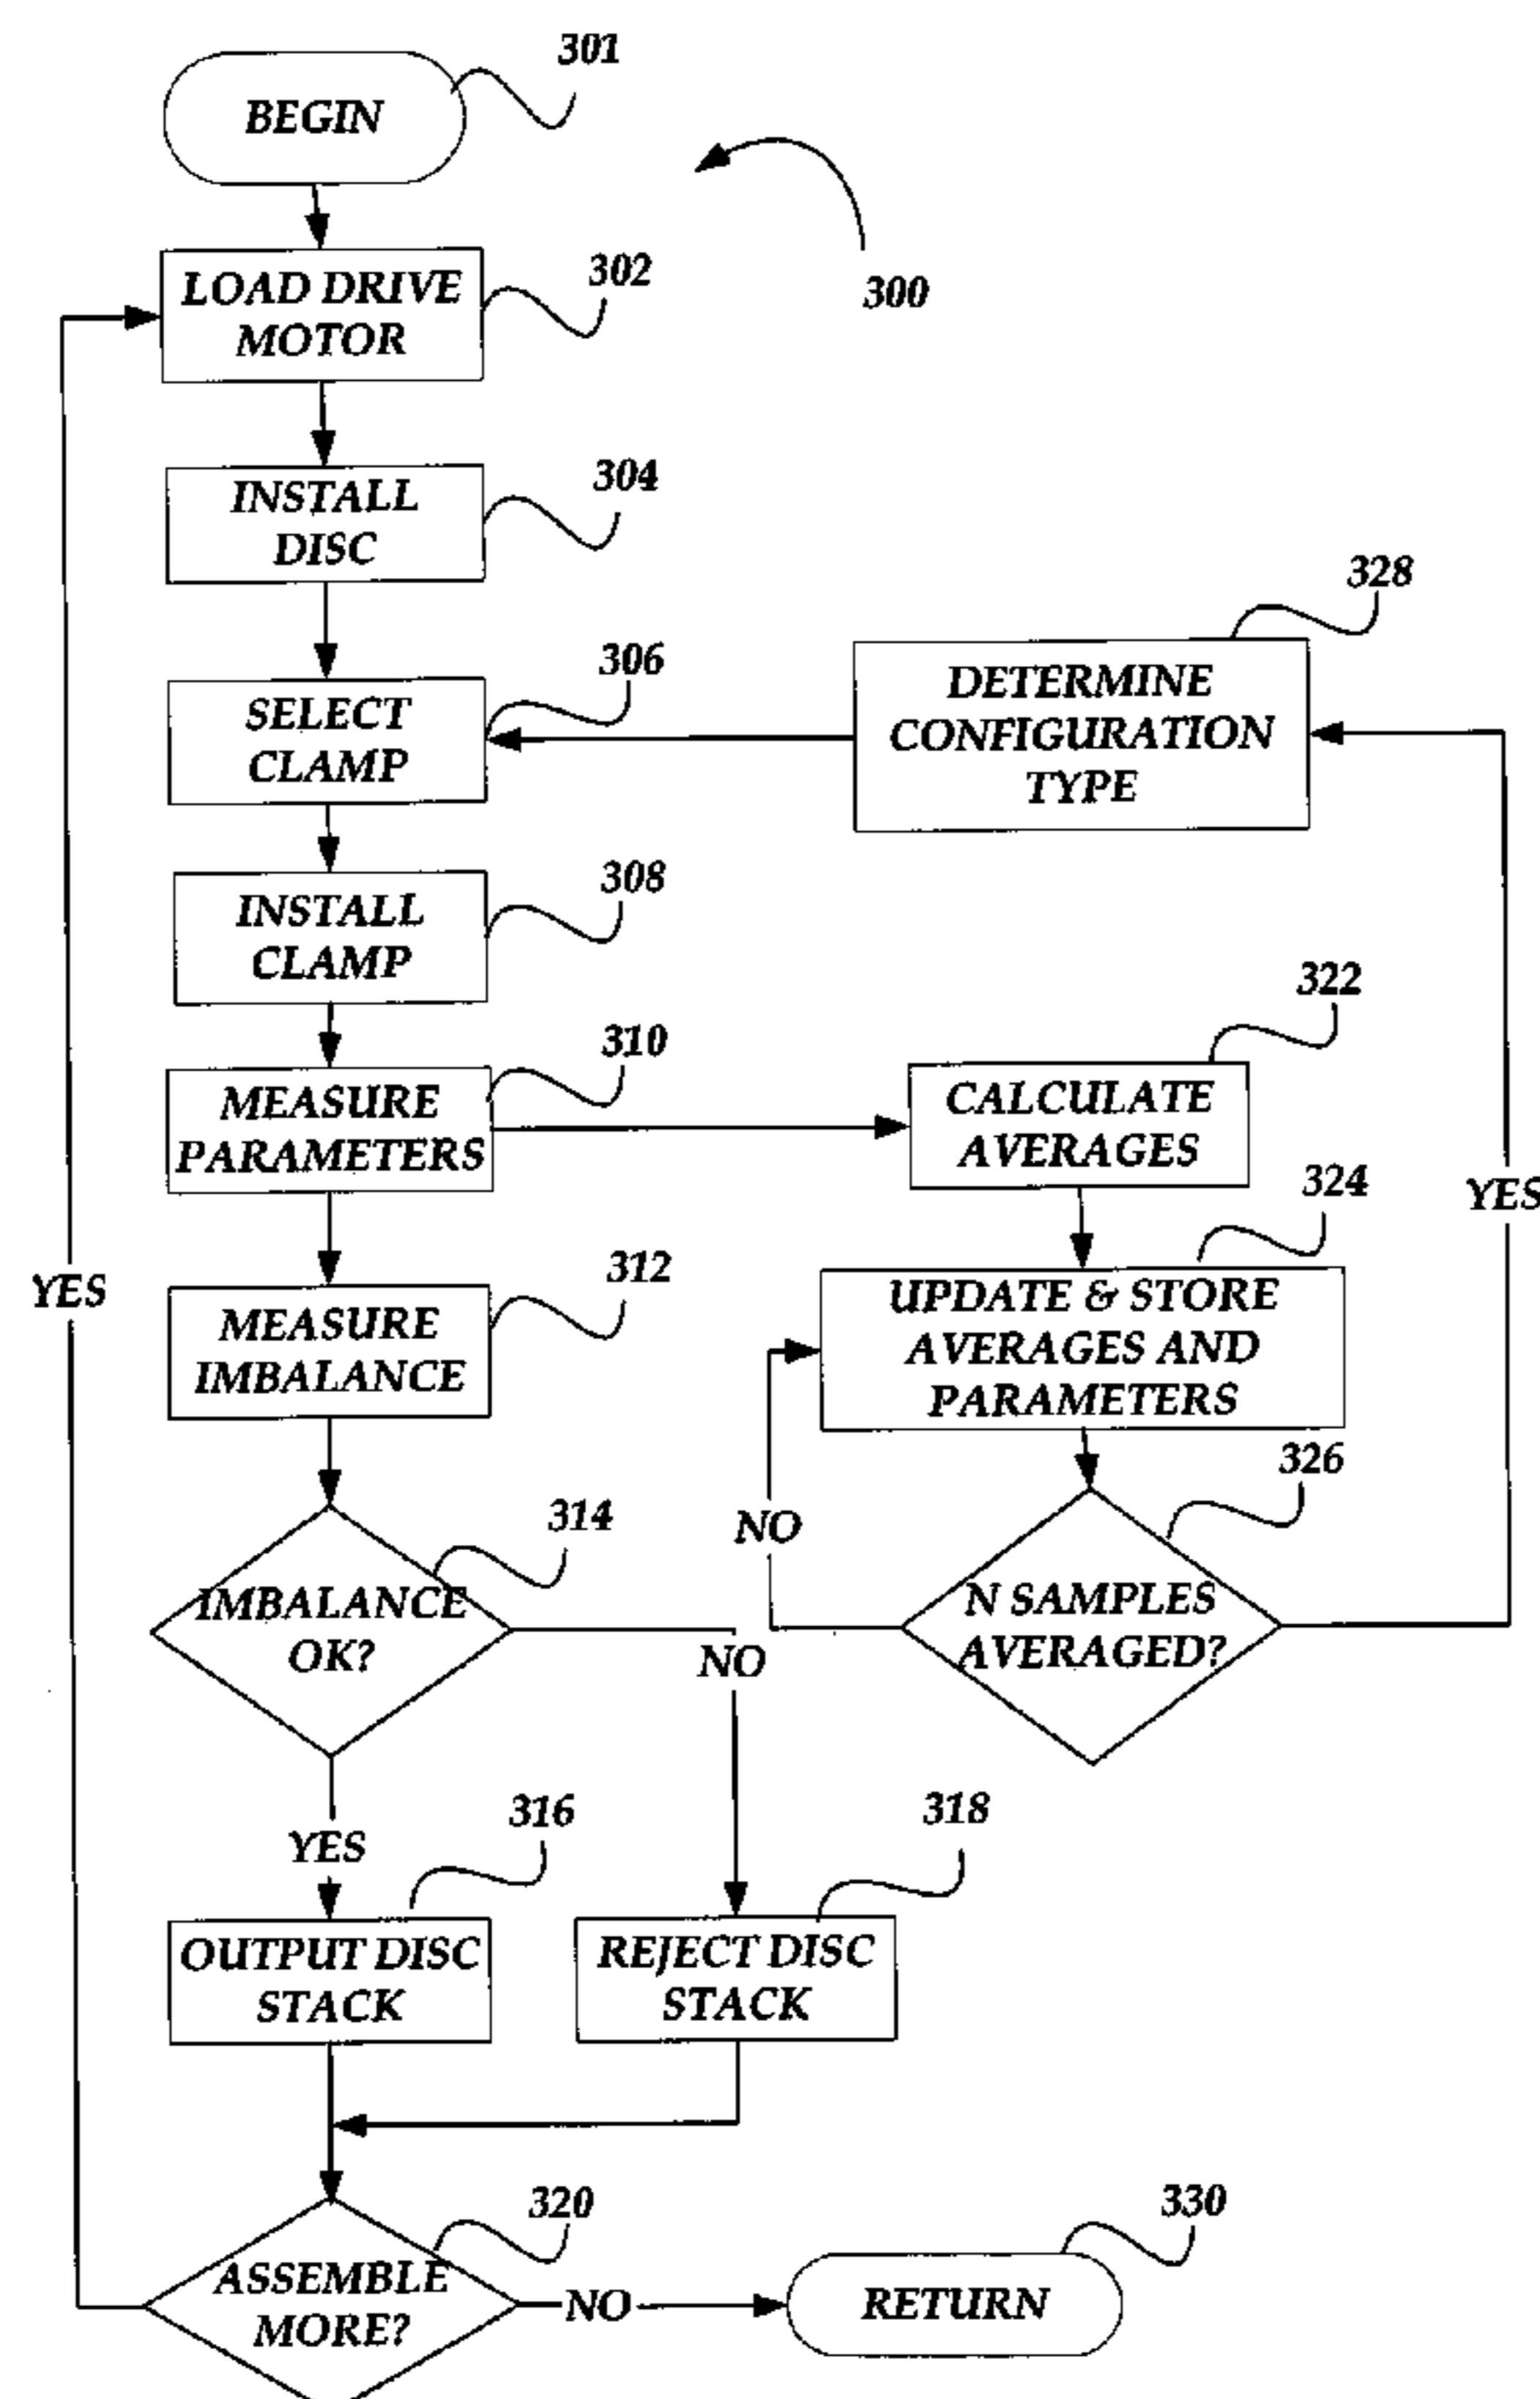 301
BEGIN
300
302
LOAD DRIVE
MOTOR
304
INSTALL
DISC
328
DETERMINE
CONFIGURATION
TYPE
306
SELECT
CLAMP
308
INSTALL
CLAMP
310
MEASURE
PARAMETERS
322
CALCULATE
AVERAGES
324
YES
UPDATE & STORE
AVERAGES AND
PARAMETERS
312
MEASURE
IMBALANCE
YES
326
NO
N SAMPLES
AVERAGED?
314
IMBALANCE
OK?
NO
YES
316
OUTPUT DISC
STACK
318
REJECT DISC
STACK
320
ASSEMBLE
MORE?
NO
330
RETURN